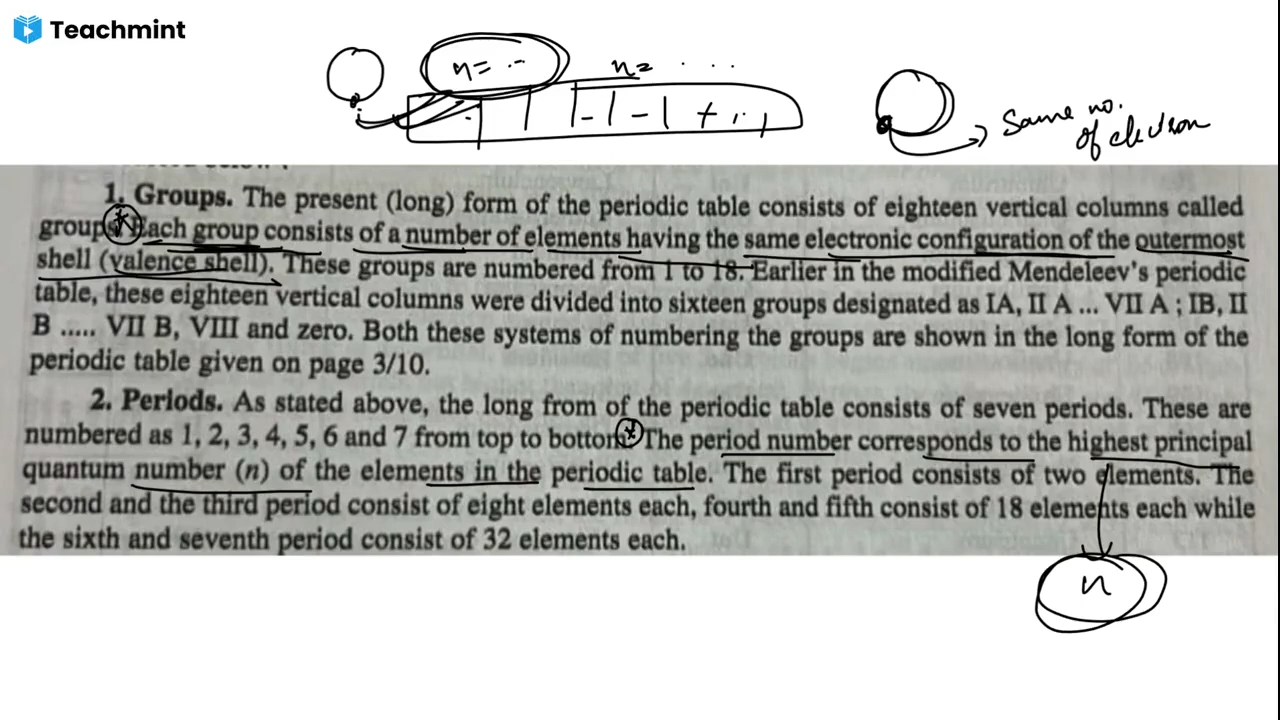 Teachmint
n= ..
n= . . . .
Same no.
of electron
1. Groups. The present (long) form of the periodic table consists of eighteen vertical columns called
group Each group consists of a number of elements having the same electronic configuration of the outermost
shell (valence shell). These groups are numbered from 1 to 18. Earlier in the modified Mendeleev's periodic
table, these eighteen vertical columns were divided into sixteen groups designated as IA, II A ... VII A ; IB, II
B ..... VII B, VIII and zero. Both these systems of numbering the groups are shown in the long form of the
periodic table given on page 3/10.
2. Periods. As stated above, the long from of the periodic table consists of seven periods. These are
numbered as 1, 2, 3, 4, 5, 6 and 7 from top to bottom * The period number corresponds to the highest principal
quantum number (n) of the elements in the periodic table. The first period consists of two elements. The
second and the third period consist of eight elements each, fourth and fifth consist of 18 elements each while
the sixth and seventh period consist of 32 elements each.
n